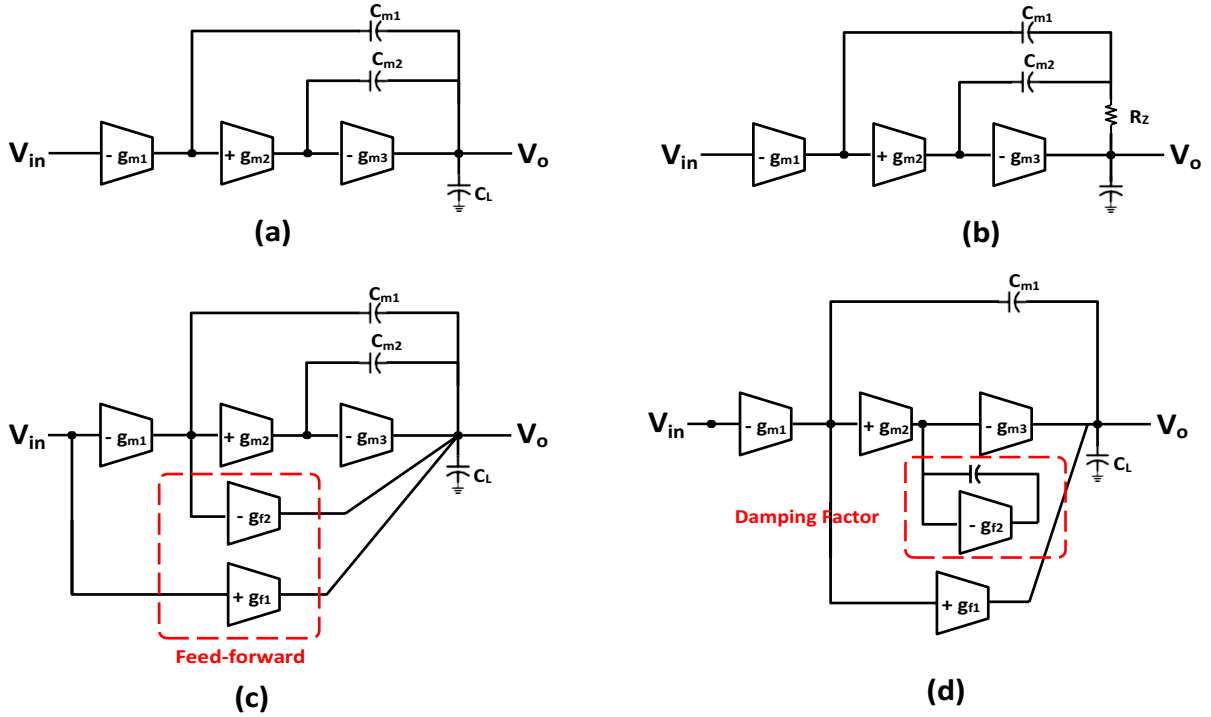 Cm1
Cm2
Vin
- gm1
+ gm2
- gm3
Vo
CL
(a)
Cm1
Cm2
RZ
Vin
- gm1
+ gm2
- gm3
Vo
(b)
Cm1
Cm2
Vin
- gm1
+ gm2
- gm3
Vo
CL
- gf2
+ gf1
Feed-forward
(c)
Cm1
Vin
- gm1
+ gm2
- gm3
Vo
CL
Damping Factor
- gf2
+ gf1
(d)